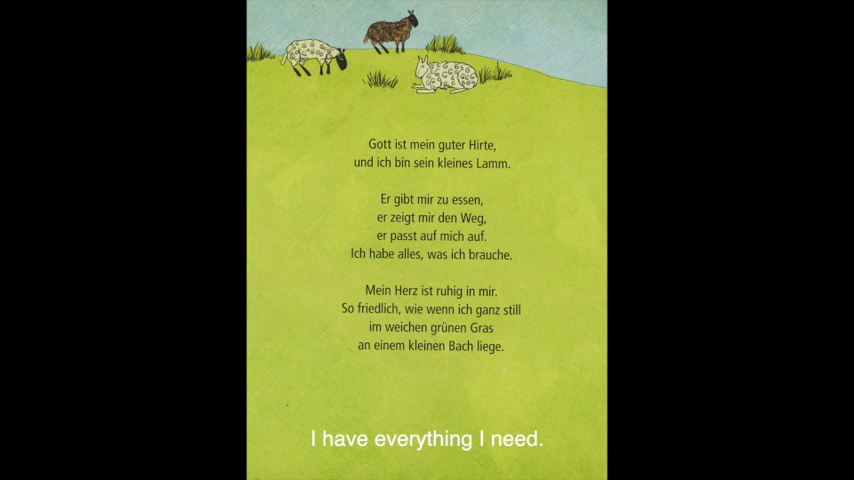 Gott ist mein guter Hirte,
und ich bin sein kleines Lamm.
Er gibt mir zu essen,
er zeigt mir den Weg,
er passt auf mich auf.
Ich habe alles, was ich brauche.
Mein Herz ist ruhig in mir.
So friedlich, wie wenn ich ganz still
im weichen grünen Gras
an einem kleinen Bach liege.
I have everything I need.